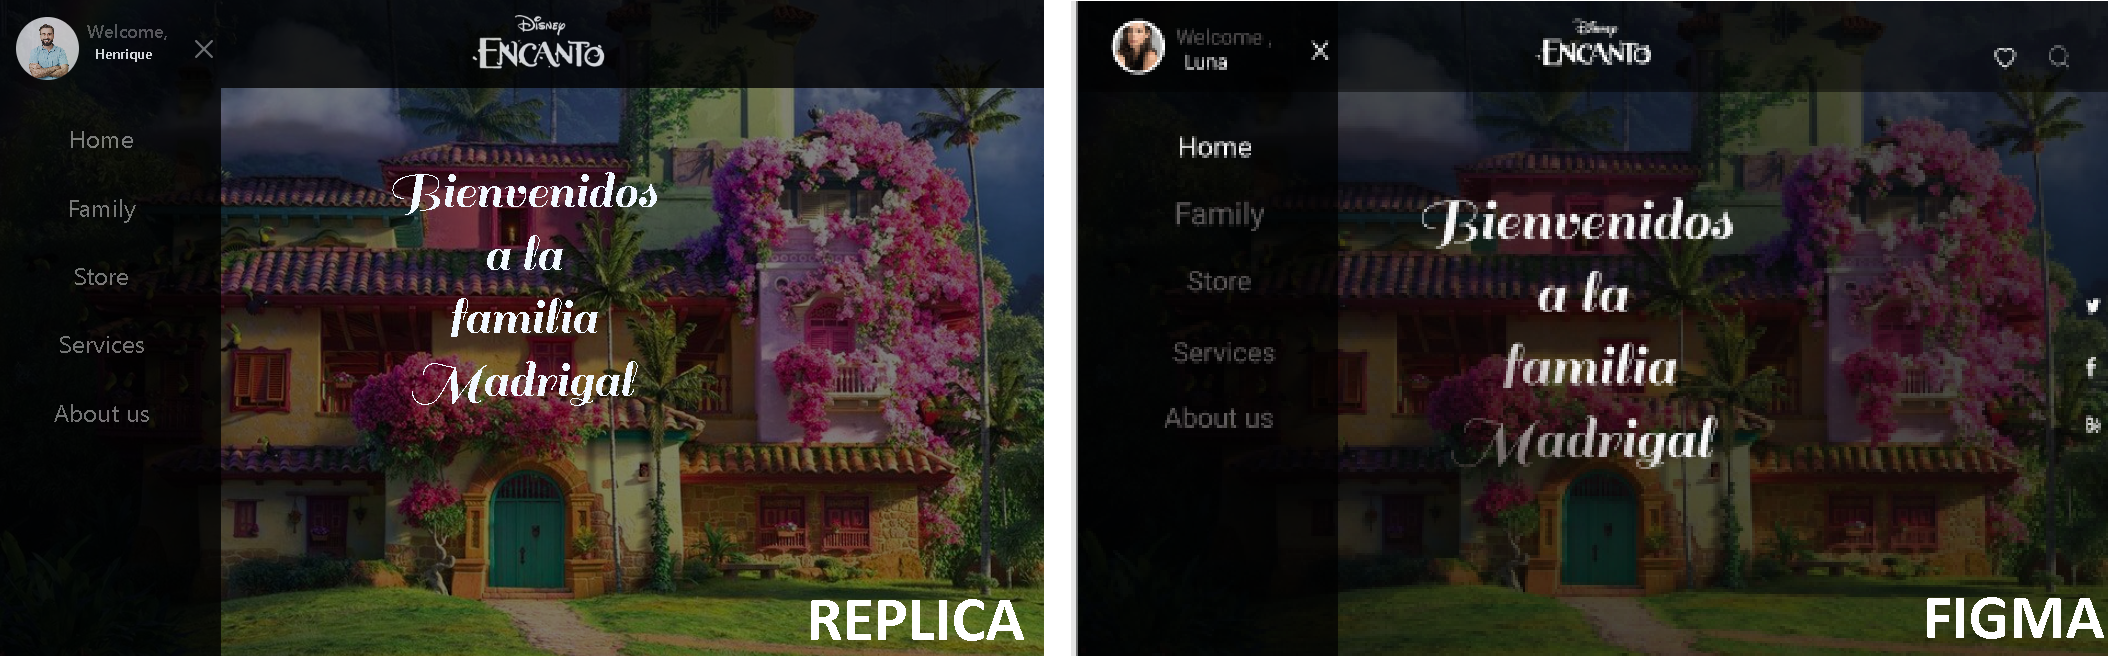 Welcome,
Henrique
Disney
ENCANTO
Home
Family
Store
Services
About us
Bienvenidos
a la
familia
Madrigal
REPLICA
Welcome ,
Luna
Disney
ENCANTO
Home
Family
Store
Services
About us
Bienvenidos
a la
familia
Madrigal
FIGMA